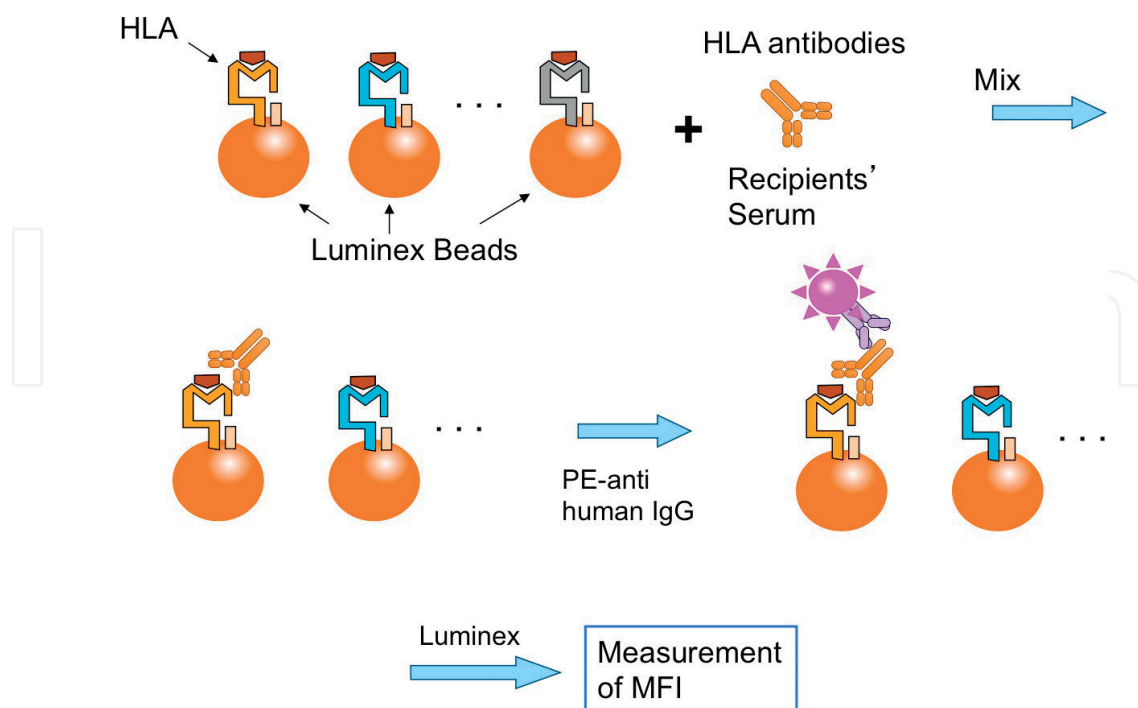 HLA
HLA antibodies
Mix
. . .
+
Recipients’
Serum
Luminex Beads
. . .
PE-anti
human IgG
. . .
Luminex
Measurement
of MFI